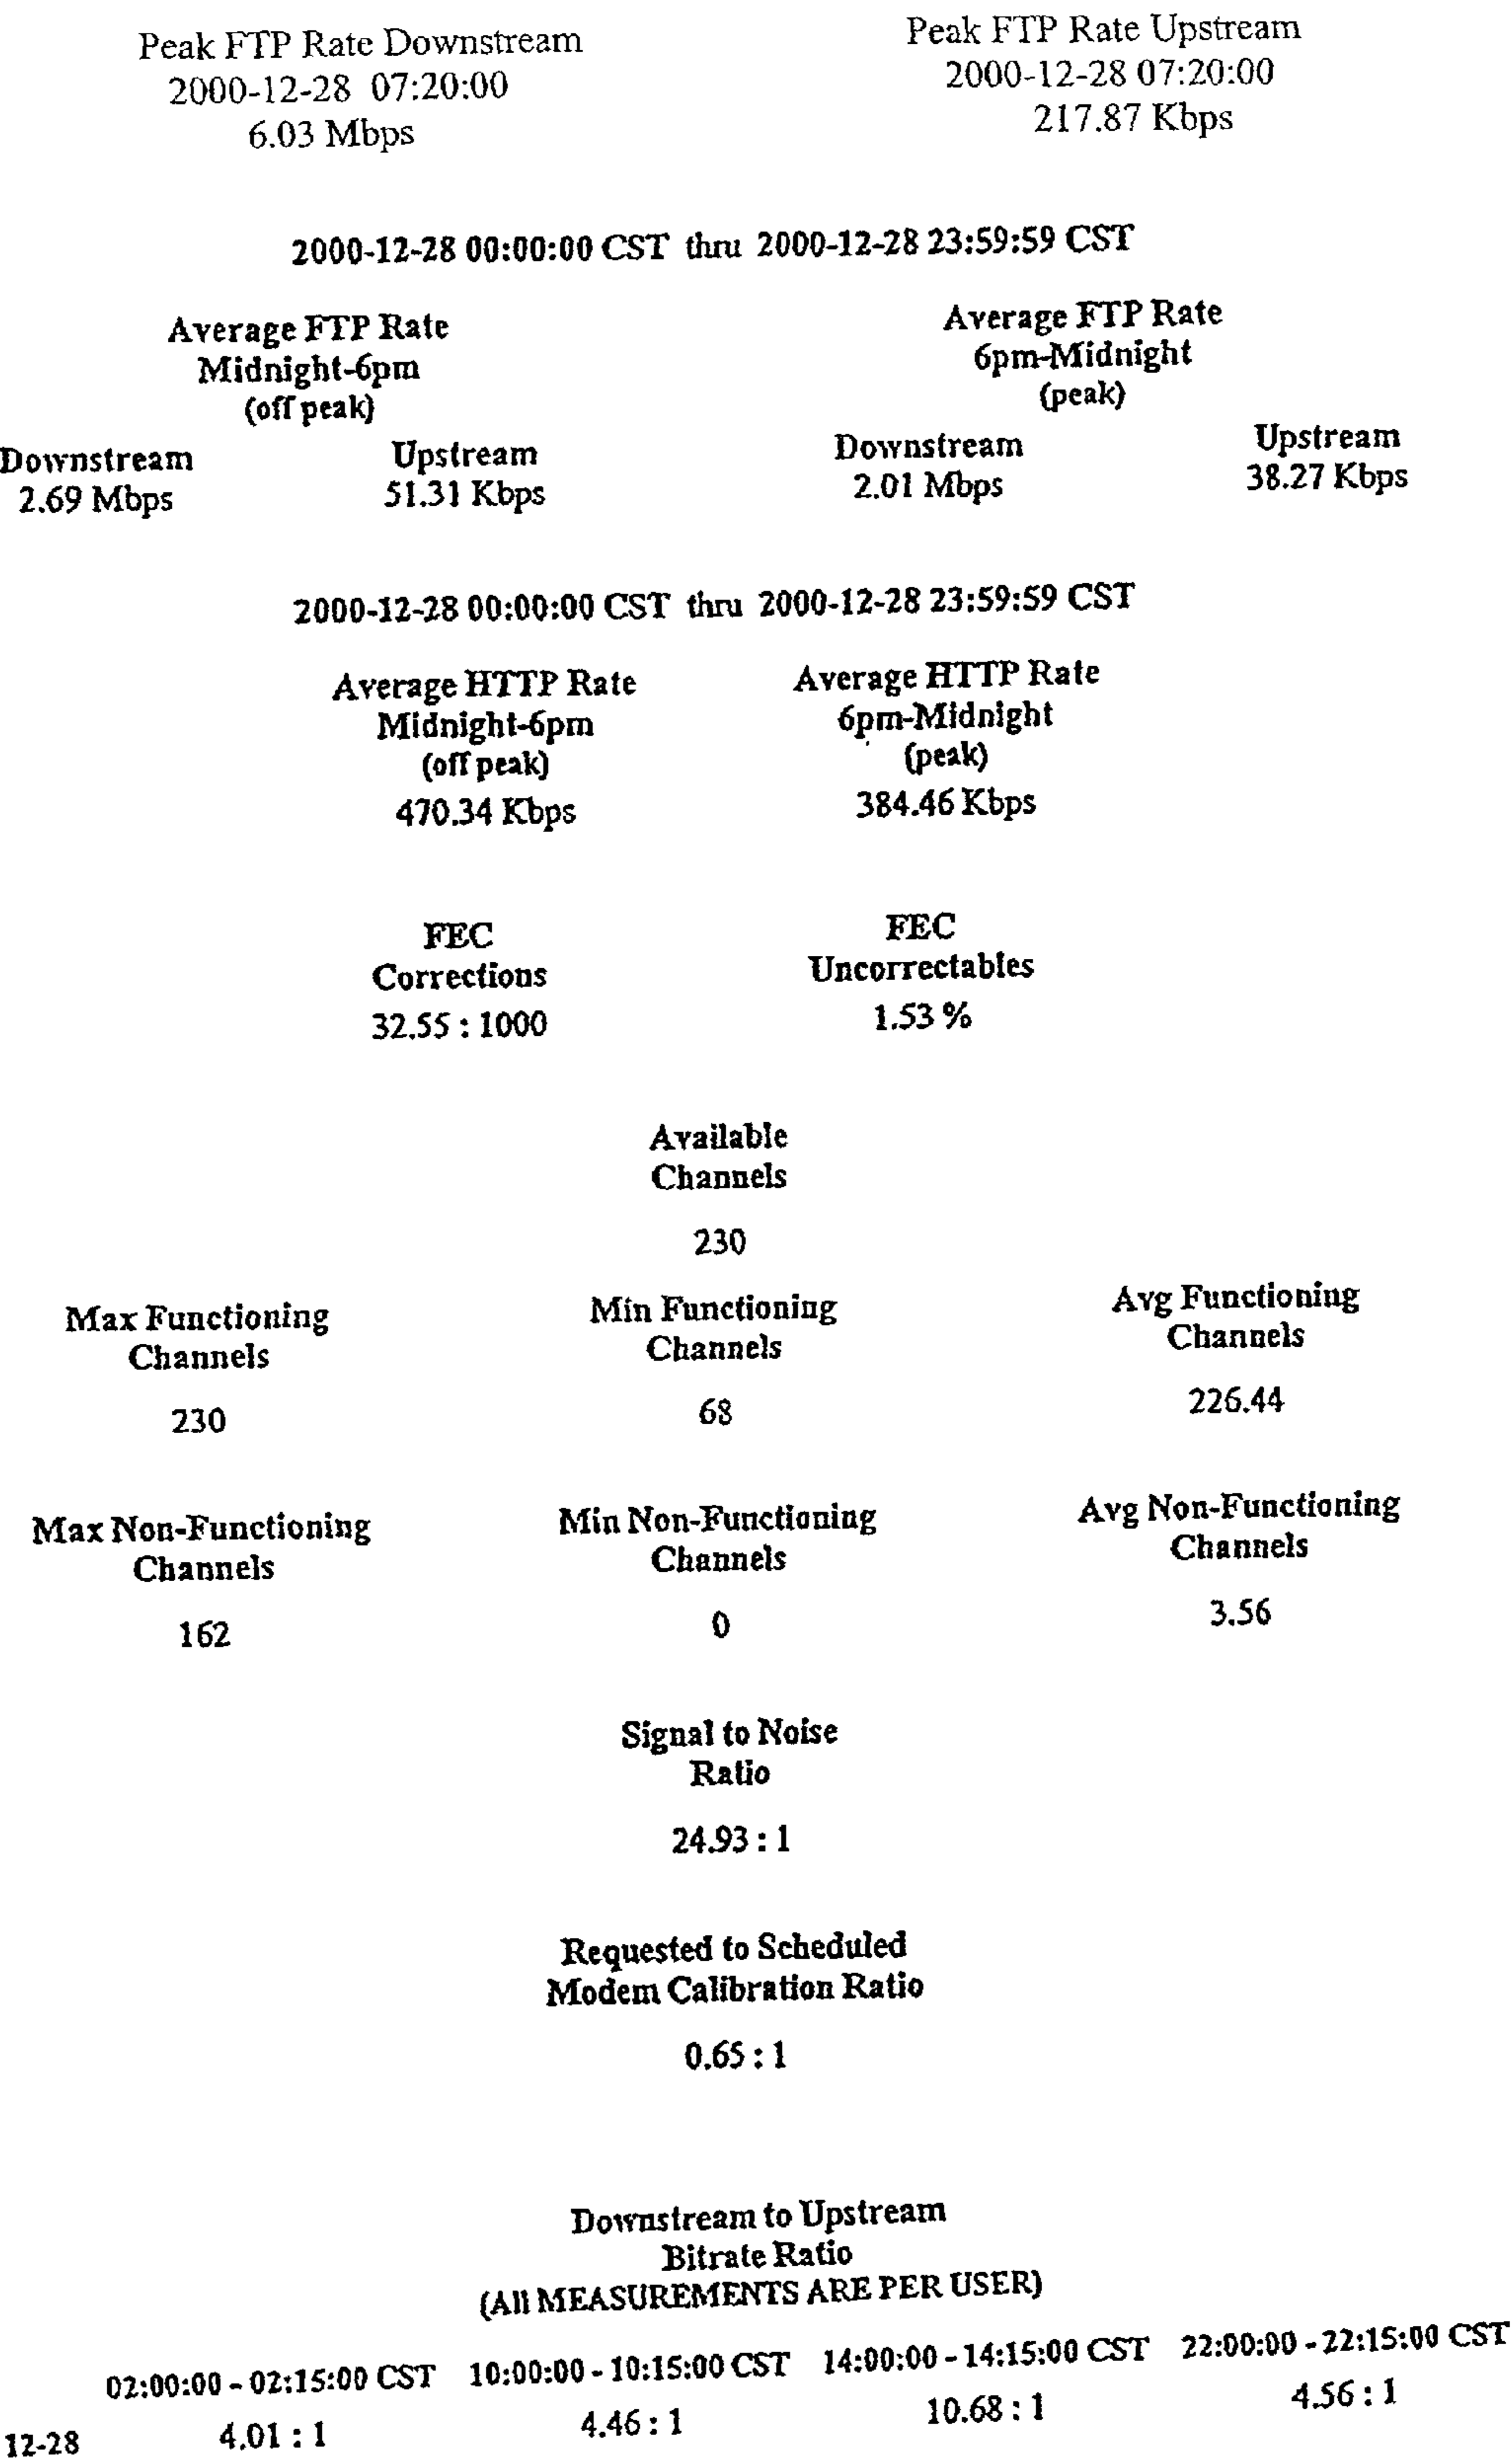 Peak FTP Rate Downstream
2000-12-28 07:20:00
6.03 Mbps
Peak FTP Rate Upstream
2000-12-28 07:20:00
217.87 Kbps
2000-12-28 00:00:00 CST thru 2000-12-28 23:59:59 CST
Average FTP Rate
Midnight-6pm
(off peak)
Downstream
2.69 Mbps
Upstream
51.31 Kbps
Average FTP Rate
6pm-Midnight
(peak)
Downstream
2.01 Mbps
Upstream
38.27 Kbps
2000-12-28 00:00:00 CST thru 2000-12-28 23:59:59 CST
Average HTTP Rate
Midnight-6pm
(off peak)
470.34 Kbps
Average HTTP Rate
6pm-Midnight
(peak)
384.46 Kbps
FEC
Corrections
32.55 : 1000
FEC
Uncorrectables
1.53 %
Available
Channels
230
Max Functioning
Channels
230
Min Functioning
Channels
68
Avg Functioning
Channels
226.44
Max Non-Functioning
Channels
162
Min Non-Functioning
Channels
0
Avg Non-Functioning
Channels
3.56
Signal to Noise
Ratio
24.93 : 1
Requested to Scheduled
Modem Calibration Ratio
0.65 : 1
Downstream to Upstream
Bitrate Ratio
(All MEASUREMENTS ARE PER USER)
02:00:00 - 02:15:00 CST 10:00:00 - 10:15:00 CST 14:00:00 - 14:15:00 CST 22:00:00 - 22:15:00 CST
12-28 4.01 : 1 4.46 : 1 10.68 : 1 4.56 : 1